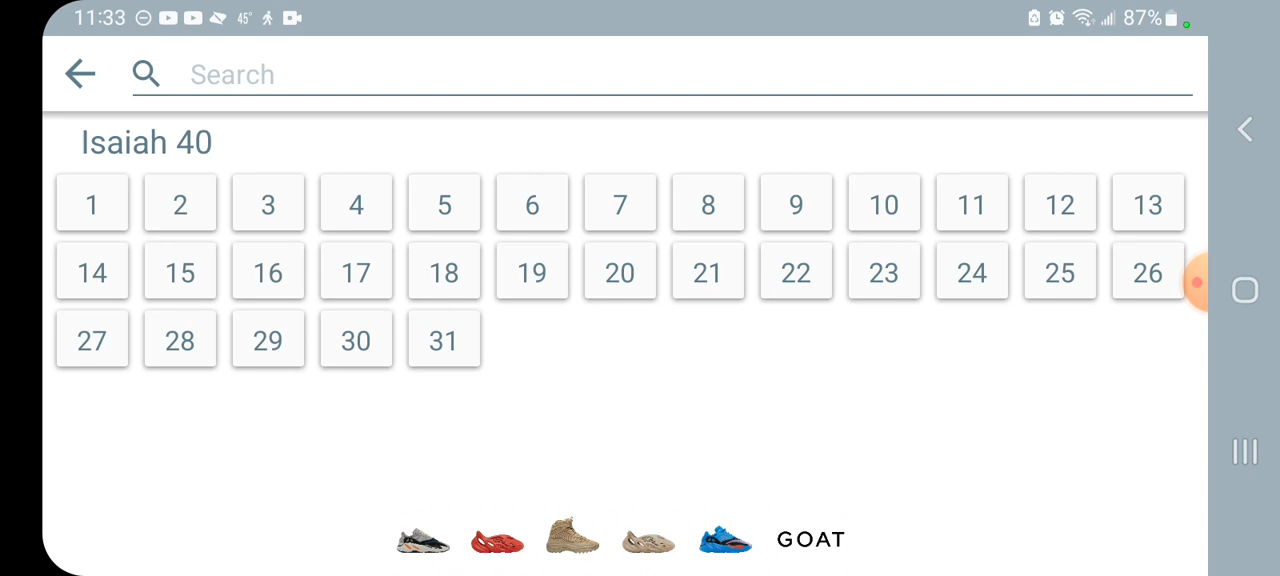 11:33 45° 87%
Search
Isaiah 40
1 2 3 4 5 6 7 8 9 10 11 12 13
14 15 16 17 18 19 20 21 22 23 24 25 26
27 28 29 30 31
GOAT